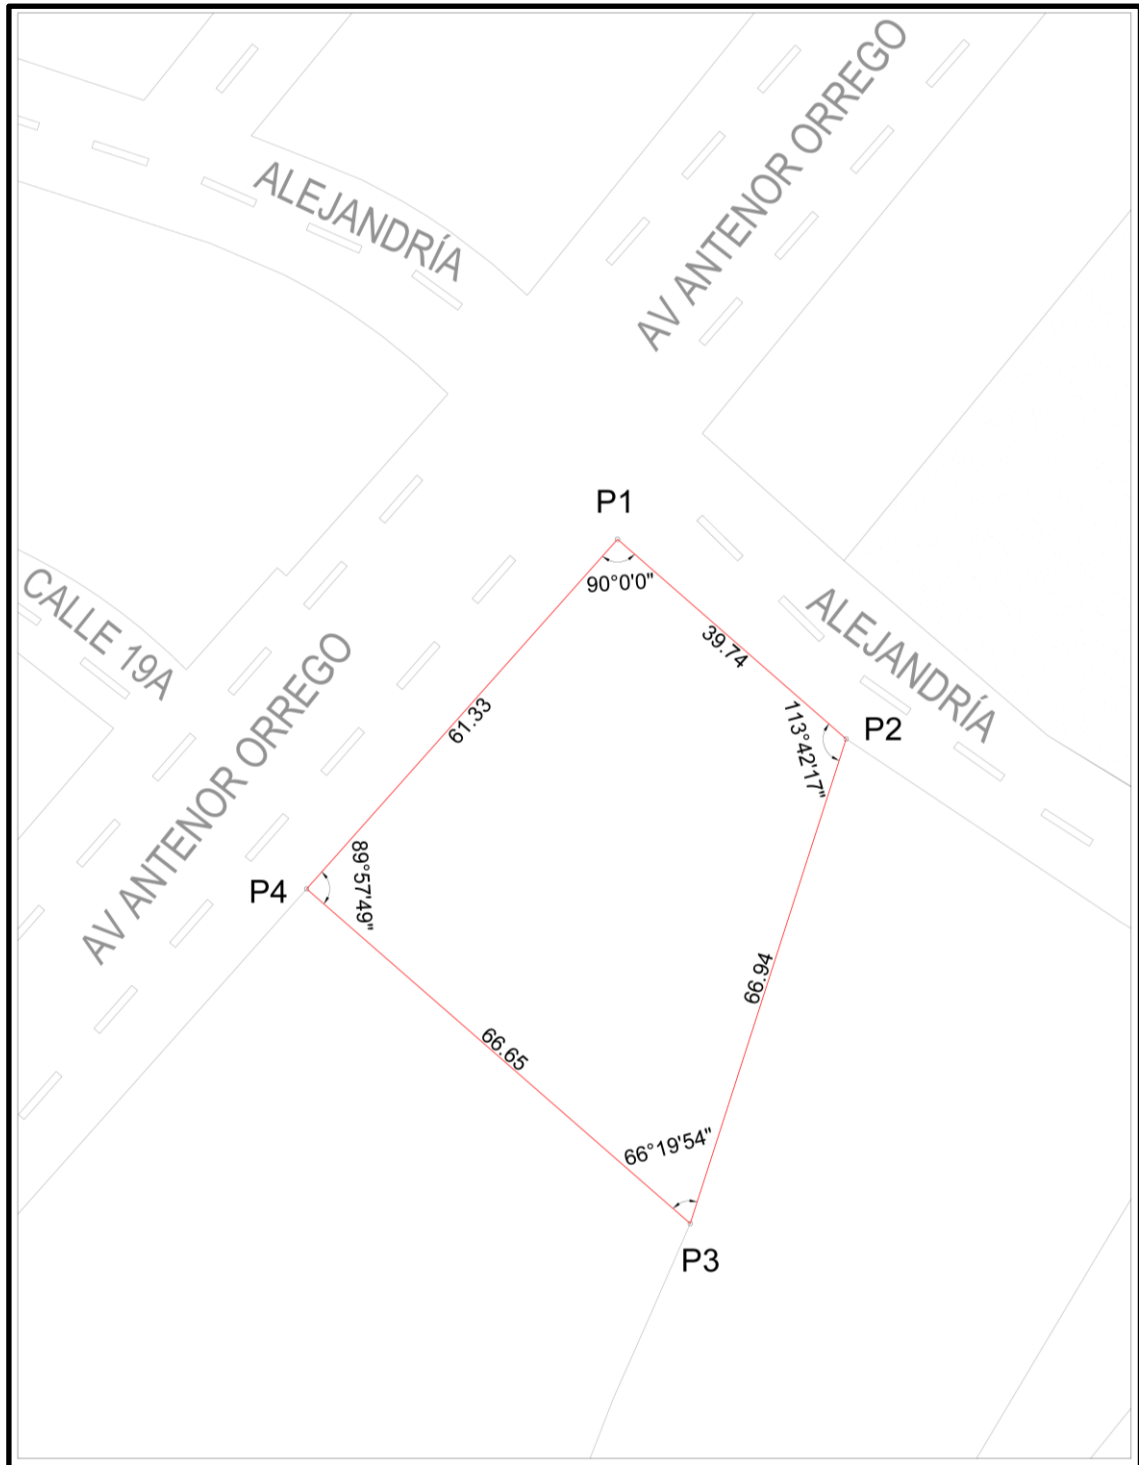 AV ANTENOR ORREGO
ALEJANDRÍA
P1
90°0'0"
CALLE 19A
39.74
ALEJANDRÍA
61.33
P2
113°42'17"
AV ANTENOR ORREGO
89°57'49"
P4
66.94
66.65
66°19'54"
P3